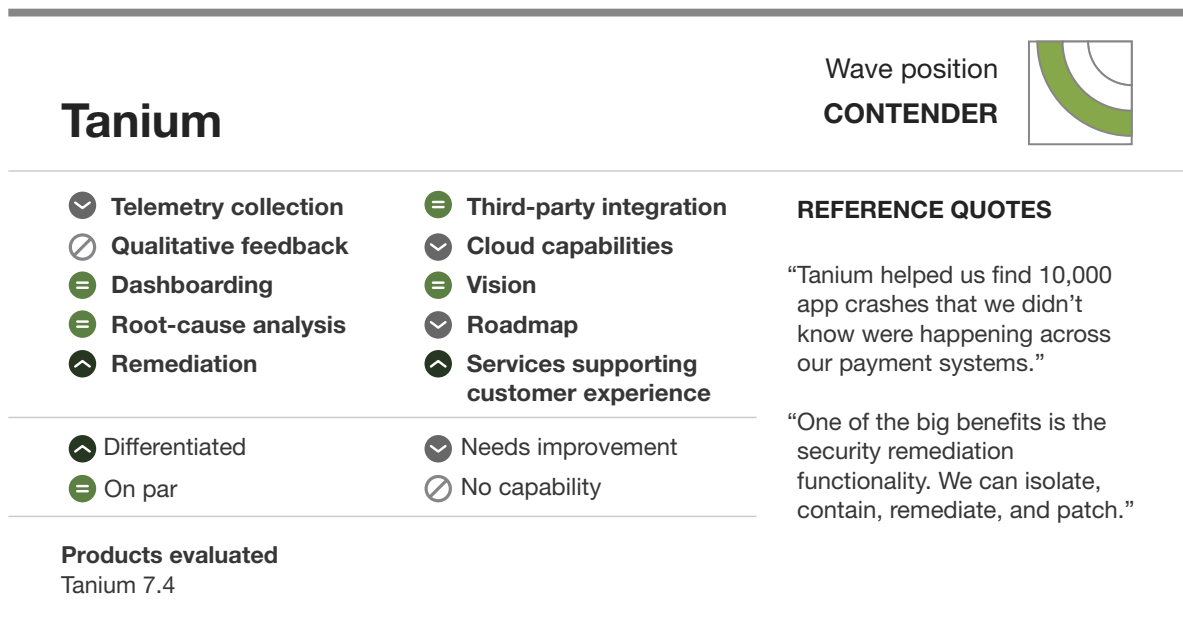 Wave position
CONTENDER
Tanium
Telemetry collection
Qualitative feedback
Dashboarding
Root-cause analysis
Remediation
Third-party integration
Cloud capabilities
Vision
Roadmap
Services supporting
customer experience
Differentiated
On par
Needs improvement
No capability
Products evaluated
Tanium 7.4
REFERENCE QUOTES
“Tanium helped us find 10,000
app crashes that we didn’t
know were happening across
our payment systems.”
“One of the big benefits is the
security remediation
functionality. We can isolate,
contain, remediate, and patch.”